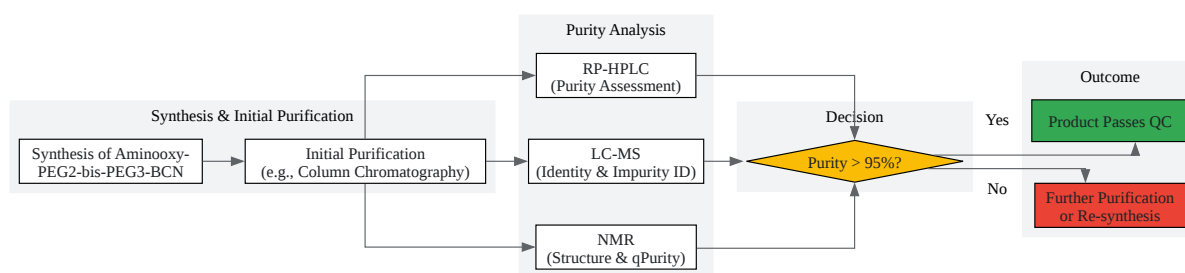 Synthesis & Initial Purification
Synthesis of Aminooxy-
PEG2-bis-PEG3-BCN
Initial Purification
(e.g., Column Chromatography)
Purity Analysis
RP-HPLC
(Purity Assessment)
LC-MS
(Identity & Impurity ID)
NMR
(Structure & qPurity)
Decision
Purity > 95%?
Yes
No
Outcome
Product Passes QC
Further Purification
or Re-synthesis